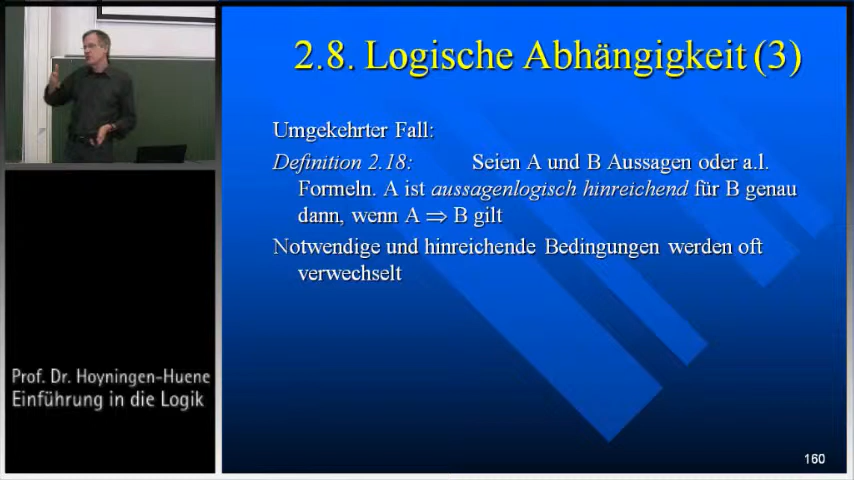 2.8. Logische Abhängigkeit (3)
Umgekehrter Fall:
Definition 2.18: Seien A und B Aussagen oder a.l.
Formeln. A ist aussagenlogisch hinreichend für B genau
dann, wenn A ⇒ B gilt
Notwendige und hinreichende Bedingungen werden oft
verwechselt
Prof. Dr. Hoyningen-Huene
Einführung in die Logik
160